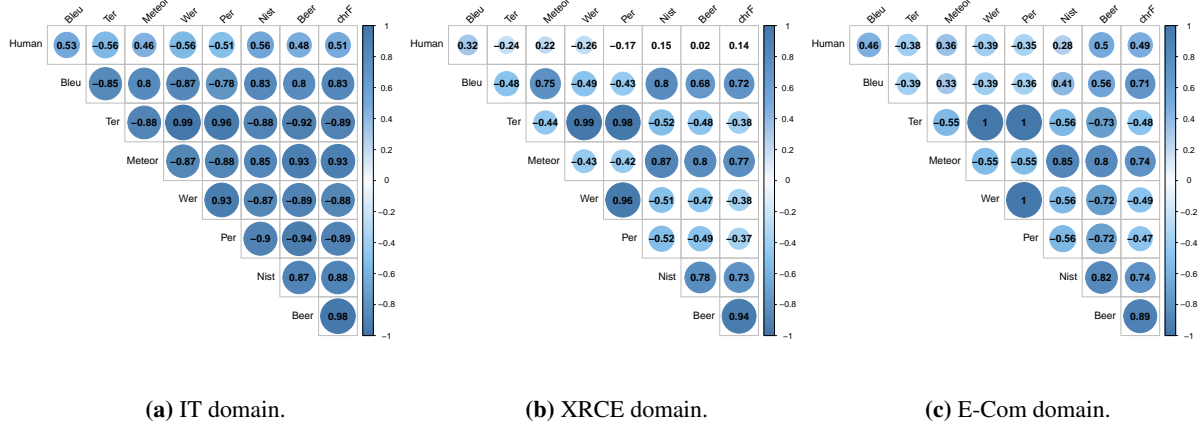 Bleu Ter Meteor Wer Per Nist Beer chrF
Human 0.53 −0.56 0.46 −0.56 −0.51 0.56 0.48 0.51
Bleu −0.85 0.8 −0.87 −0.78 0.83 0.8 0.83
Ter −0.88 0.99 0.96 −0.88 −0.92 −0.89
Meteor −0.87 −0.88 0.85 0.93 0.93
Wer 0.93 −0.87 −0.89 −0.88
Per −0.9 −0.94 −0.89
Nist 0.87 0.88
Beer 0.98
1
0.8
0.6
0.4
0.2
0
−0.2
−0.4
−0.6
−0.8
−1
(a) IT domain.
Bleu Ter Meteor Wer Per Nist Beer chrF
Human 0.32 −0.24 0.22 −0.26 −0.17 0.15 0.02 0.14
Bleu −0.48 0.75 −0.49 −0.43 0.8 0.68 0.72
Ter −0.44 0.99 0.98 −0.52 −0.48 −0.38
Meteor −0.43 −0.42 0.87 0.8 0.77
Wer 0.96 −0.51 −0.47 −0.38
Per −0.52 −0.49 −0.37
Nist 0.78 0.73
Beer 0.94
1
0.8
0.6
0.4
0.2
0
−0.2
−0.4
−0.6
−0.8
−1
(b) XRCE domain.
Bleu Ter Meteor Wer Per Nist Beer chrF
Human 0.46 −0.38 0.36 −0.39 −0.35 0.28 0.5 0.49
Bleu −0.39 0.33 −0.39 −0.36 0.41 0.56 0.71
Ter −0.55 1 1 −0.56 −0.73 −0.48
Meteor −0.55 −0.55 0.85 0.8 0.74
Wer 1 −0.56 −0.72 −0.49
Per −0.56 −0.72 −0.47
Nist 0.82 0.74
Beer 0.89
1
0.8
0.6
0.4
0.2
0
−0.2
−0.4
−0.6
−0.8
−1
(c) E-Com domain.